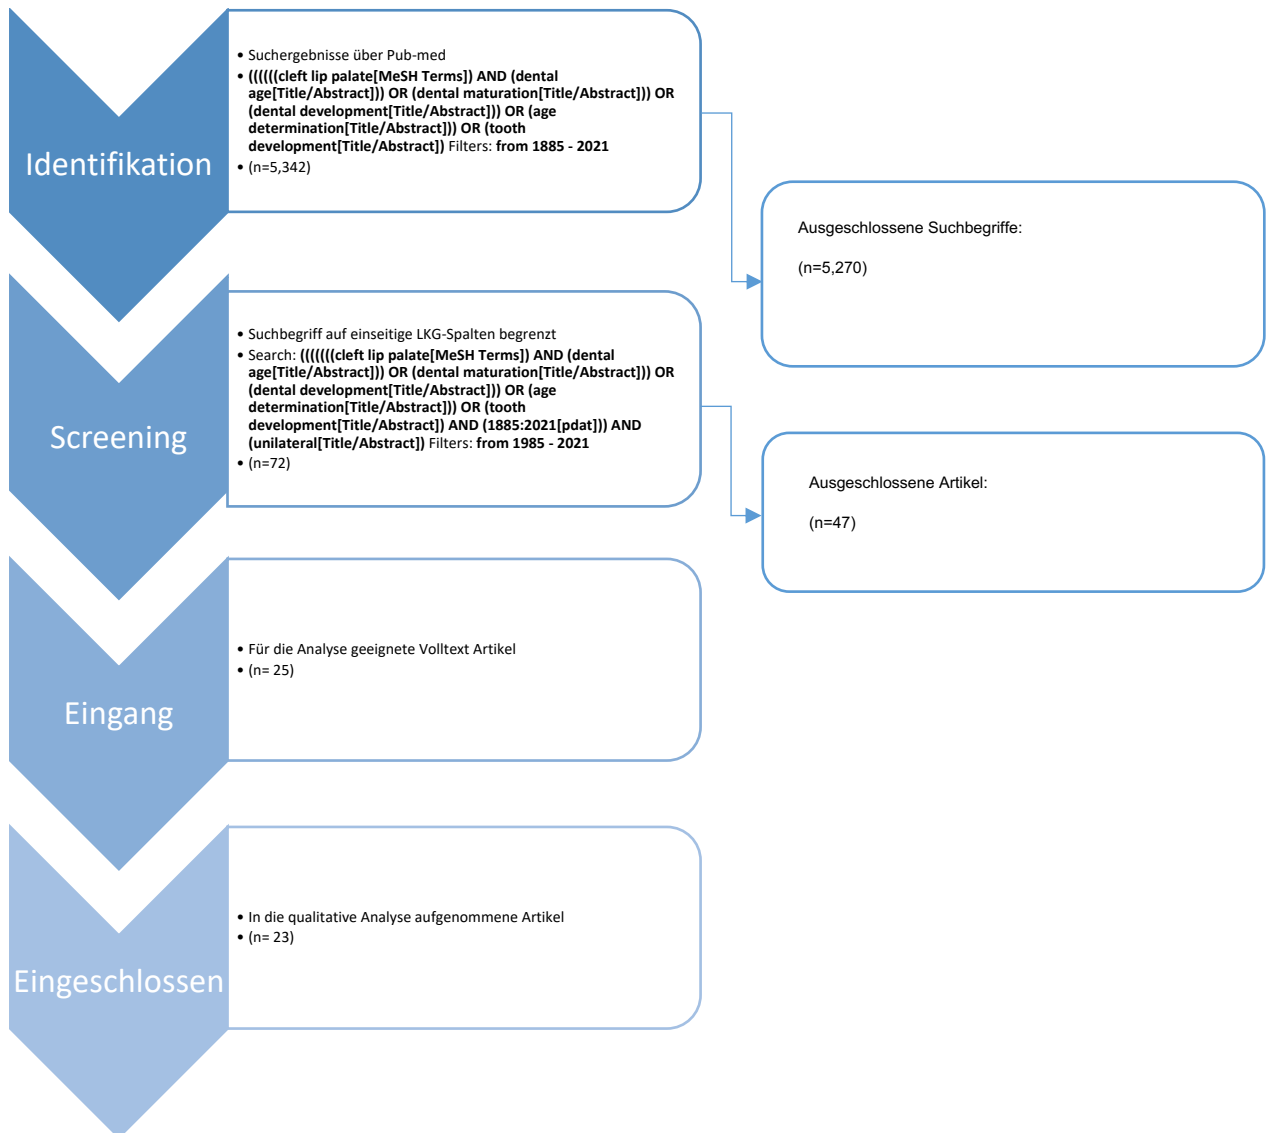 Identifikation
• Suchergebnisse über Pub-med
• ((((((cleft lip palate[MeSH Terms]) AND (dental
age[Title/Abstract])) OR (dental maturation[Title/Abstract])) OR
(dental development[Title/Abstract])) OR (age
determination[Title/Abstract])) OR (tooth
development[Title/Abstract]) Filters: from 1885 - 2021
• (n=5,342)
Ausgeschlossene Suchbegriffe:
(n=5,270)
Screening
• Suchbegriff auf einseitige LKG-Spalten begrenzt
• Search: (((((((cleft lip palate[MeSH Terms]) AND (dental
age[Title/Abstract])) OR (dental maturation[Title/Abstract])) OR
(dental development[Title/Abstract])) OR (age
determination[Title/Abstract])) OR (tooth
development[Title/Abstract]) AND (1885:2021[pdat])) AND
(unilateral[Title/Abstract]) Filters: from 1985 - 2021
• (n=72)
Ausgeschlossene Artikel:
(n=47)
Eingang
• Für die Analyse geeignete Volltext Artikel
• (n= 25)
Eingeschlossen
• In die qualitative Analyse aufgenommene Artikel
• (n= 23)